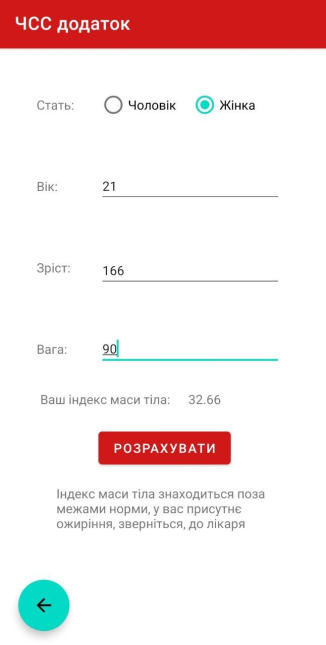 ЧСС додаток
Стать: Чоловік Жінка
Вік: 21
Зріст: 166
Вага: 90
Ваш індекс маси тіла: 32.66
РОЗРАХУВАТИ
Індекс маси тіла знаходиться поза
межами норми, у вас присутнє
ожиріння, зверніться, до лікаря